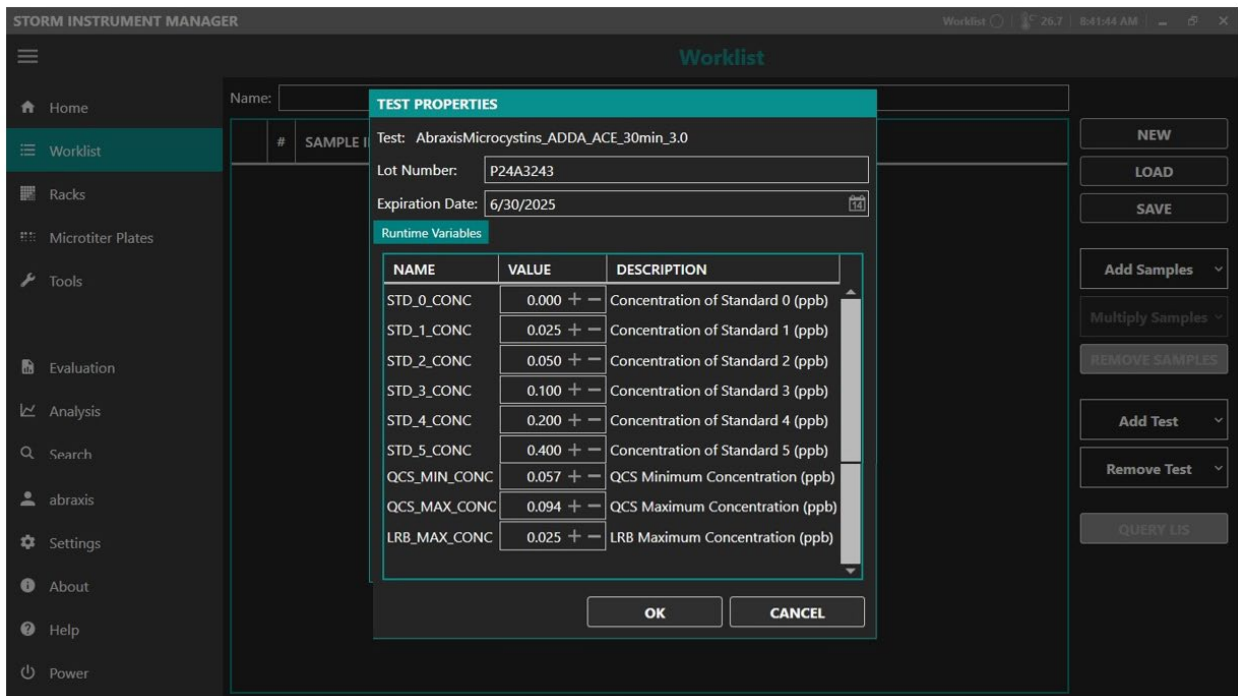 STORM INSTRUMENT MANAGER
Worklist 26.7 8:41:44 AM
Worklist
Home
Worklist
Racks
Microtiter Plates
Tools
Evaluation
Analysis
Search
abraxis
Settings
About
Help
Power
Name:
# SAMPLE I
TEST PROPERTIES
Test: AbraxisMicrocystins_ADDA_ACE_30min_3.0
Lot Number: P24A3243
Expiration Date: 6/30/2025 14
Runtime Variables
NAME VALUE DESCRIPTION
STD_0_CONC 0.000 + − Concentration of Standard 0 (ppb)
STD_1_CONC 0.025 + − Concentration of Standard 1 (ppb)
STD_2_CONC 0.050 + − Concentration of Standard 2 (ppb)
STD_3_CONC 0.100 + − Concentration of Standard 3 (ppb)
STD_4_CONC 0.200 + − Concentration of Standard 4 (ppb)
STD_5_CONC 0.400 + − Concentration of Standard 5 (ppb)
QCS_MIN_CONC 0.057 + − QCS Minimum Concentration (ppb)
QCS_MAX_CONC 0.094 + − QCS Maximum Concentration (ppb)
LRB_MAX_CONC 0.025 + − LRB Maximum Concentration (ppb)
OK CANCEL
NEW
LOAD
SAVE
Add Samples
Multiply Samples
REMOVE SAMPLES
Add Test
Remove Test
QUERY LIS